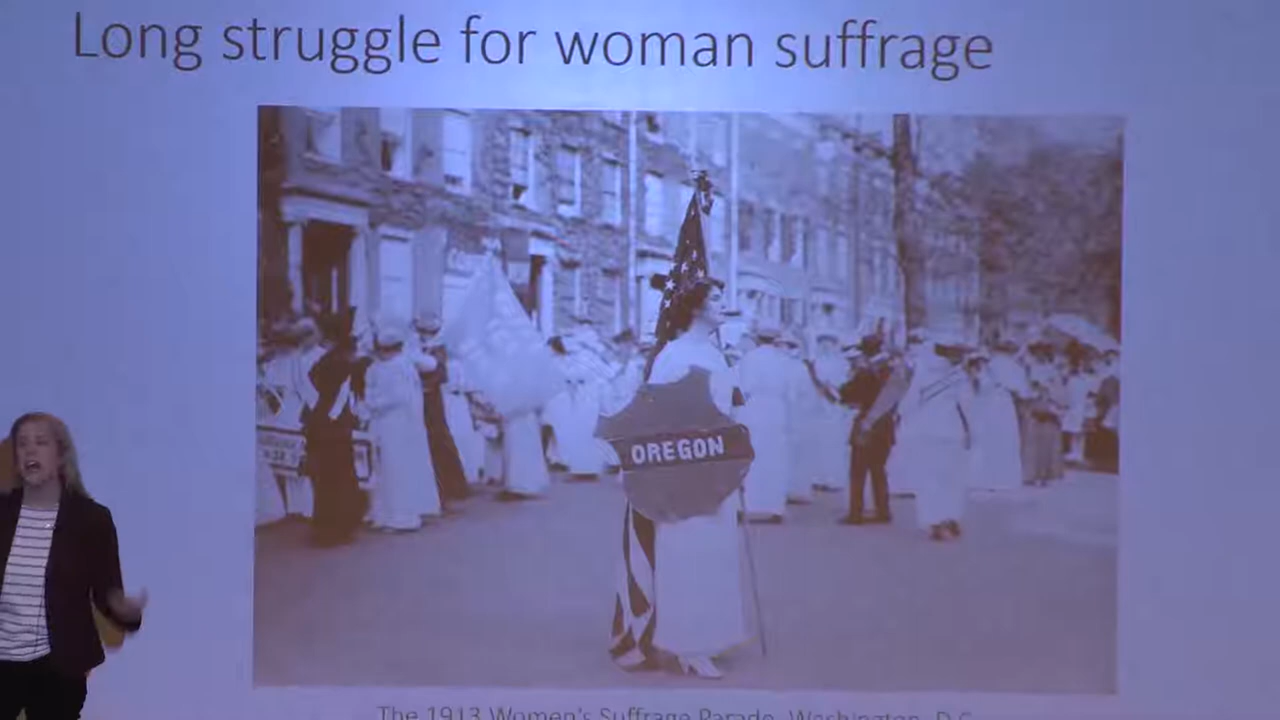 Long struggle for woman suffrage
OREGON
The 1913 Women's Suffrage Parade, Washington, D.C.